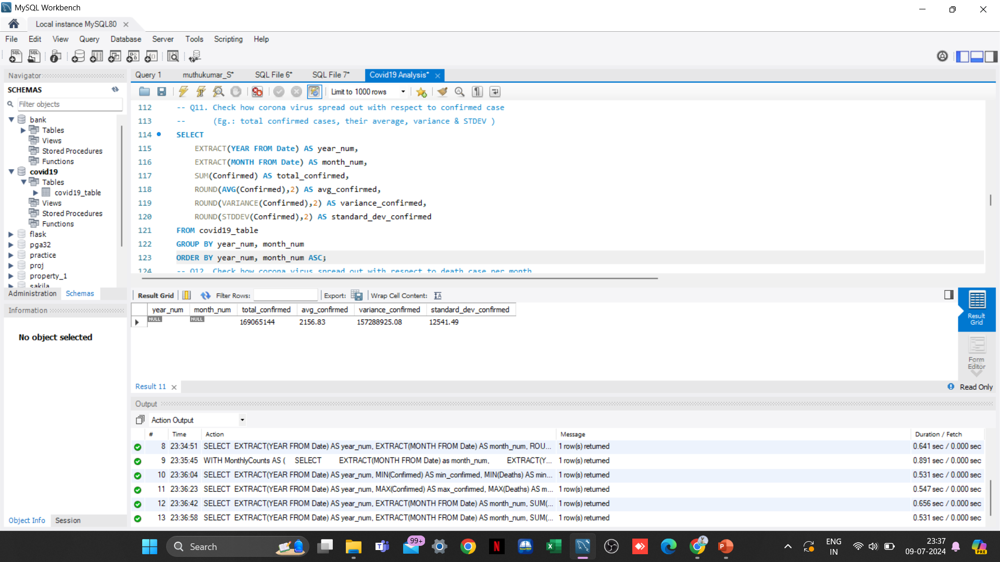 MySQL Workbench
Local instance MySQL80
File Edit View Query Database Server Tools Scripting Help
Navigator
SCHEMAS
Filter objects
bank
Tables
Views
Stored Procedures
Functions
covid19
Tables
covid19_table
Views
Stored Procedures
Functions
flask
pga32
practice
proj
property_1
sakila
Administration Schemas
Information
No object selected
Object Info Session
Query 1 muthukumar_S* SQL File 6* SQL File 7* Covid19 Analysis*
Limit to 1000 rows
112 -- Q11. Check how corona virus spread out with respect to confirmed case
113 -- (Eg.: total confirmed cases, their average, variance & STDEV )
114 SELECT
115 EXTRACT(YEAR FROM Date) AS year_num,
116 EXTRACT(MONTH FROM Date) AS month_num,
117 SUM(Confirmed) AS total_confirmed,
118 ROUND(AVG(Confirmed),2) AS avg_confirmed,
119 ROUND(VARIANCE(Confirmed),2) AS variance_confirmed,
120 ROUND(STDDEV(Confirmed),2) AS standard_dev_confirmed
121 FROM covid19_table
122 GROUP BY year_num, month_num
123 ORDER BY year_num, month_num ASC;
124 -- Q12. Check how corona virus spread out with respect to death case per month
Result Grid Filter Rows: Export: Wrap Cell Content:
year_num month_num total_confirmed avg_confirmed variance_confirmed standard_dev_confirmed
NULL NULL 169065144 2156.83 157288925.08 12541.49
Result Grid
Form Editor
Result 11
Read Only
Output
Action Output
# Time Action Message Duration / Fetch
8 23:34:51 SELECT EXTRACT(YEAR FROM Date) AS year_num, EXTRACT(MONTH FROM Date) AS month_num, ROU... 1 row(s) returned 0.641 sec / 0.000 sec
9 23:35:45 WITH MonthlyCounts AS ( SELECT EXTRACT(MONTH FROM Date) as month_num, EXTRACT(Y... 1 row(s) returned 0.891 sec / 0.000 sec
10 23:36:04 SELECT EXTRACT(YEAR FROM Date) AS year_num, MIN(Confirmed) AS min_confirmed, MIN(Deaths) AS min... 1 row(s) returned 0.531 sec / 0.000 sec
11 23:36:23 SELECT EXTRACT(YEAR FROM Date) AS year_num, MAX(Confirmed) AS max_confirmed, MAX(Deaths) AS m... 1 row(s) returned 0.547 sec / 0.000 sec
12 23:36:42 SELECT EXTRACT(YEAR FROM Date) AS year_num, EXTRACT(MONTH FROM Date) AS month_num, SUM(... 1 row(s) returned 0.656 sec / 0.000 sec
13 23:36:58 SELECT EXTRACT(YEAR FROM Date) AS year_num, EXTRACT(MONTH FROM Date) AS month_num, SUM(... 1 row(s) returned 0.531 sec / 0.000 sec
Search
99+
ENG
IN
23:37
09-07-2024
PRE